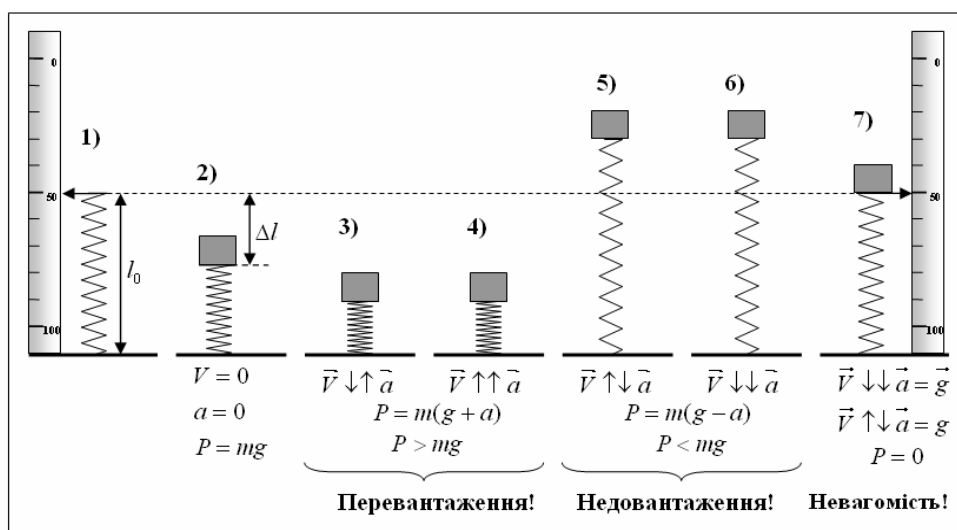 0
50
100
1)
l₀
2)
Δl
3)
4)
5)
6)
7)
0
50
100
V = 0
a = 0
P = mg
V⃗ ↓↑ a⃗
V⃗ ↑↑ a⃗
P = m(g + a)
P > mg
Перевантаження!
V⃗ ↑↓ a⃗
V⃗ ↓↓ a⃗
P = m(g − a)
P < mg
Недовантаження!
V⃗ ↓↓ a⃗ = g⃗
V⃗ ↑↓ a⃗ = g
P = 0
Невагомість!